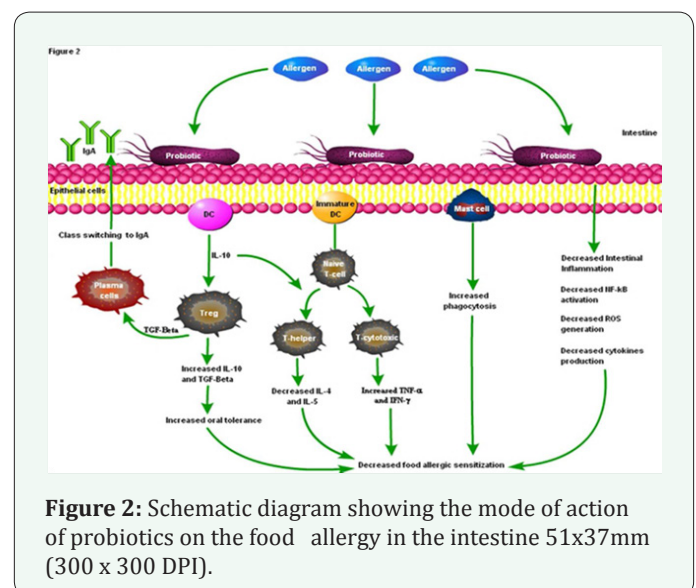 Figure 2
Allergen
Allergen
Allergen
IgA
Intestine
Probiotic
Probiotic
Probiotic
Epithelial cells
DC
Immature
DC
Mast cell
Class switching to IgA
IL-10
Naive
T-cell
Plasma
cells
Treg
TGF-Beta
T-helper
T-cytotoxic
Increased
phagocytosis
Decreased Intestinal
Inflammation
Decreased NF-kB
activation
Decreased ROS
generation
Decreased cytokines
production
Increased IL-10
and TGF-Beta
Decreased IL-4
and IL-5
Increased TNF-α
and IFN-γ
Increased oral tolerance
Decreased food allergic sensitization
Figure 2: Schematic diagram showing the mode of action
of probiotics on the food allergy in the intestine 51x37mm
(300 x 300 DPI).